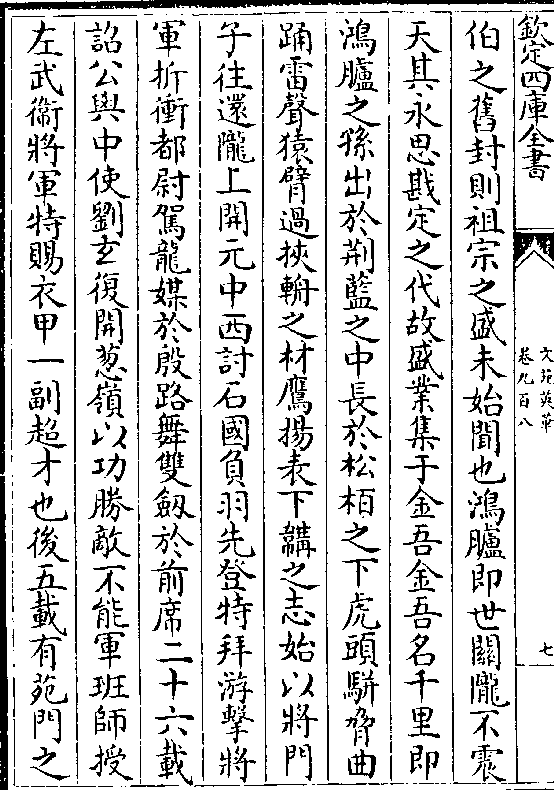 欽定四庫全書
文苑英華
卷九百八
七
伯之舊封則祖宗之盛未始聞也鴻臚即世關隴不震
天其永思戡定之代故盛業集于金吾金吾名千里即
鴻臚之孫出於荆藍之中長於松栢之下虎頭駢脅曲
踊雷聲猿臂過挾輈之材鷹揚表下韝之志始以將門
子往還隴上開元中西討石國負羽先登特拜游擊將
軍折衝都尉駕龍媒於殷路舞雙劔於前席二十六載
詔公與中使劉玄復開葱嶺以功勝敵不能軍班師授
左武衞將軍特賜衣甲一副超才也後五載有苑門之